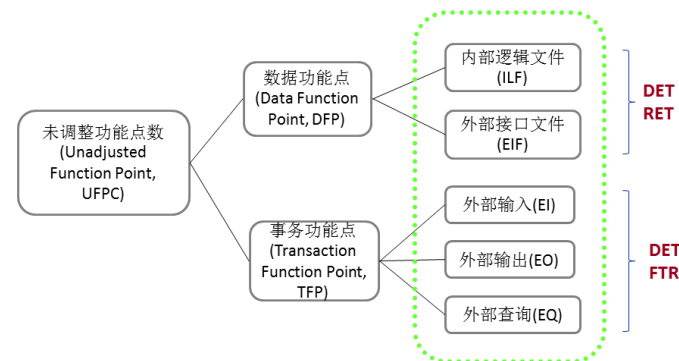 未调整功能点数
(Unadjusted
Function Point,
UFPC)
数据功能点
(Data Function
Point, DFP)
事务功能点
(Transaction
Function Point,
TFP)
内部逻辑文件
(ILF)
外部接口文件
(EIF)
外部输入(EI)
外部输出(EO)
外部查询(EQ)
DET
RET
DET
FTR